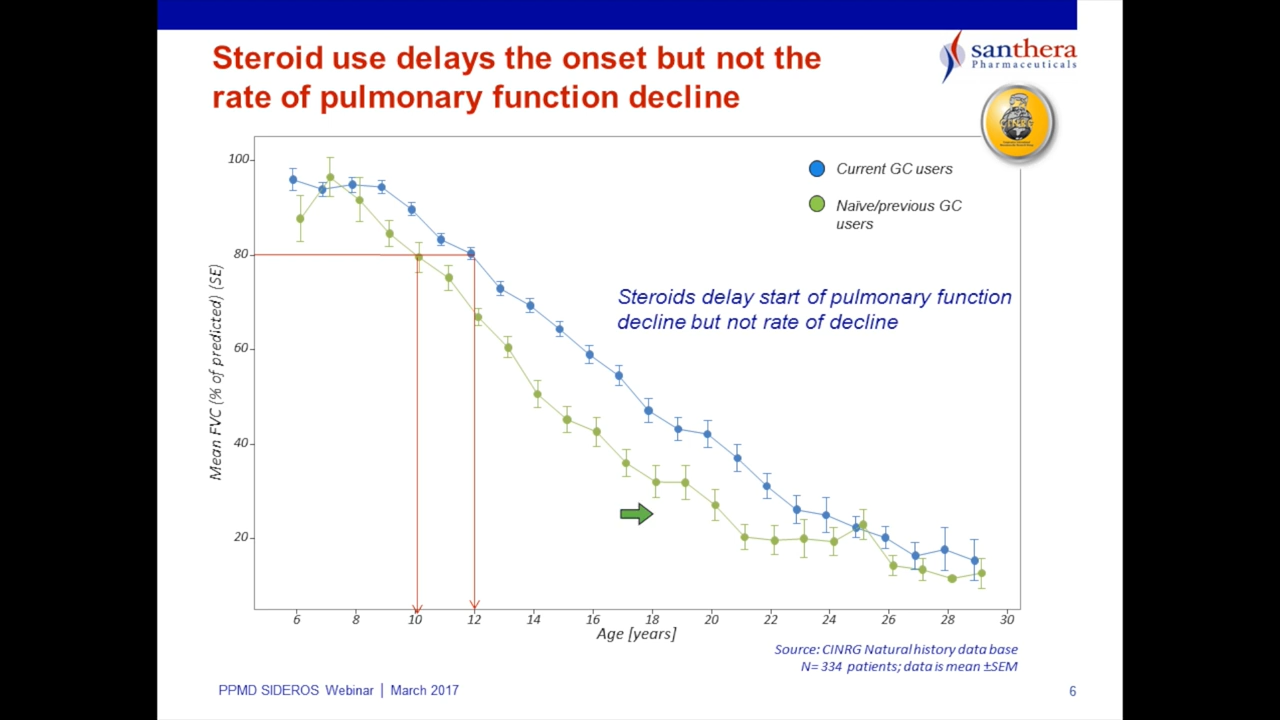 Steroid use delays the onset but not the
rate of pulmonary function decline
santhera
Pharmaceuticals
CINRG
100
80
60
40
20
Mean FVC (% of predicted) (SE)
Current GC users
Naïve/previous GC
users
Steroids delay start of pulmonary function
decline but not rate of decline
6 8 10 12 14 16 18 20 22 24 26 28 30
Age [years]
Source: CINRG Natural history data base
N= 334 patients; data is mean ±SEM
PPMD SIDEROS Webinar | March 2017
6